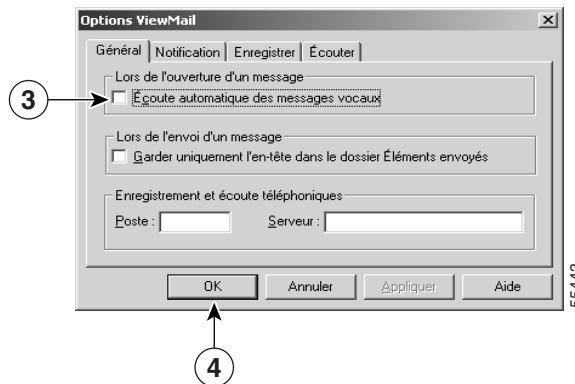 Options ViewMail
Général Notification Enregistrer Écouter
Lors de l'ouverture d'un message
3
Écoute automatique des messages vocaux
Lors de l'envoi d'un message
Garder uniquement l'en-tête dans le dossier Éléments envoyés
Enregistrement et écoute téléphoniques
Poste : Serveur :
OK Annuler Appliquer Aide
55442
4